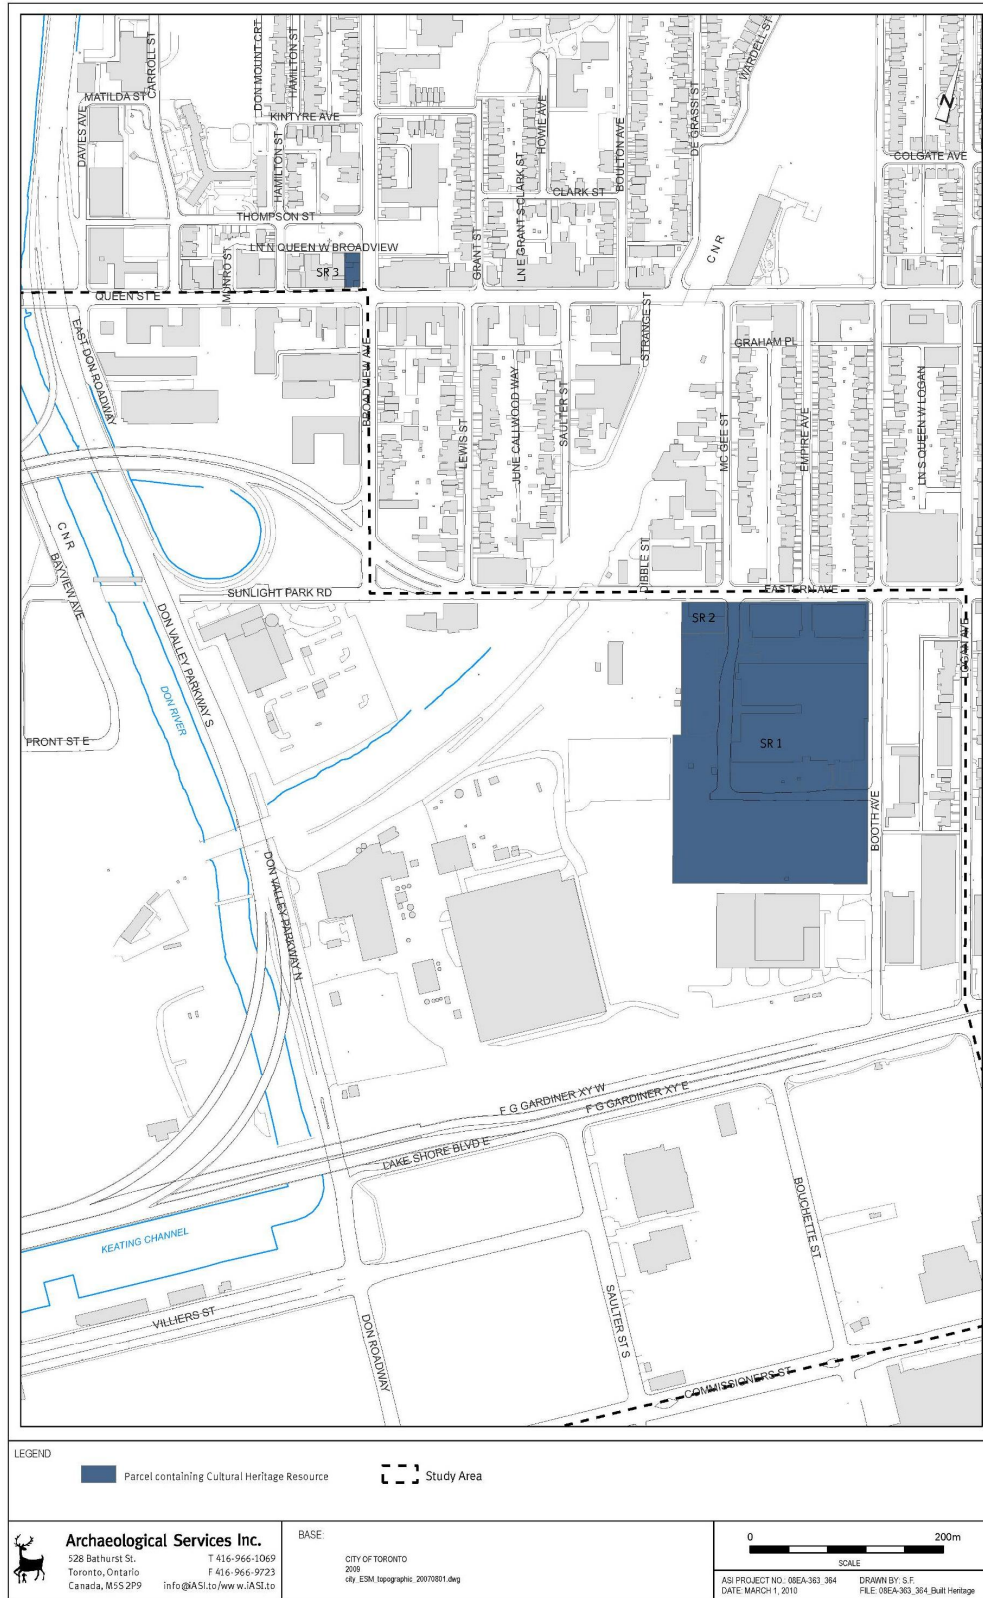 CARROLL ST
DON MOUNT CRT
HAMILTON ST
WARDELL ST
MATILDA ST
DAVIES AVE
KINTYRE AVE
HOWIE AVE
BOULTON AVE
DE GRASSI ST
N
HAMILTON ST
COLGATE AVE
LN E GRANT S CLARK ST
CLARK ST
THOMPSON ST
GRANT ST
LN N QUEEN W BROADVIEW
MUNRO ST
SR 3
C N R
QUEEN ST E
EAST DON ROADWAY
BROADVIEW AVE
STRANGE ST
GRAHAM PL
LEWIS ST
JUNE CALLWOOD WAY
SAULTER ST
MC GEE ST
EMPIRE AVE
LN S QUEEN W LOGAN
C N R
BAYVIEW AVE
DIBBLE ST
SUNLIGHT PARK RD
EASTERN AVE
DON VALLEY PARKWAY S
SR 2
LOGAN AVE
DON RIVER
FRONT ST E
SR 1
BOOTH AVE
DON VALLEY PARKWAY N
F G GARDINER XY W
F G GARDINER XY E
LAKE SHORE BLVD E
BOUCHETTE ST
KEATING CHANNEL
VILLIERS ST
SAULTER ST S
DON ROADWAY
COMMISSIONERS ST
LEGEND
Parcel containing Cultural Heritage Resource
Study Area
Archaeological Services Inc.
528 Bathurst St. T 416-966-1069
Toronto, Ontario F 416-966-9723
Canada, M5S 2P9 info@iASI.to/www.iASI.to
BASE:
CITY OF TORONTO
2009
city_ESM_topographic_20070801.dwg
0 200m
SCALE
ASI PROJECT NO.: 08EA-363_364 DRAWN BY: S.F.
DATE: MARCH 1, 2010 FILE: 08EA-363_364_Built Heritage